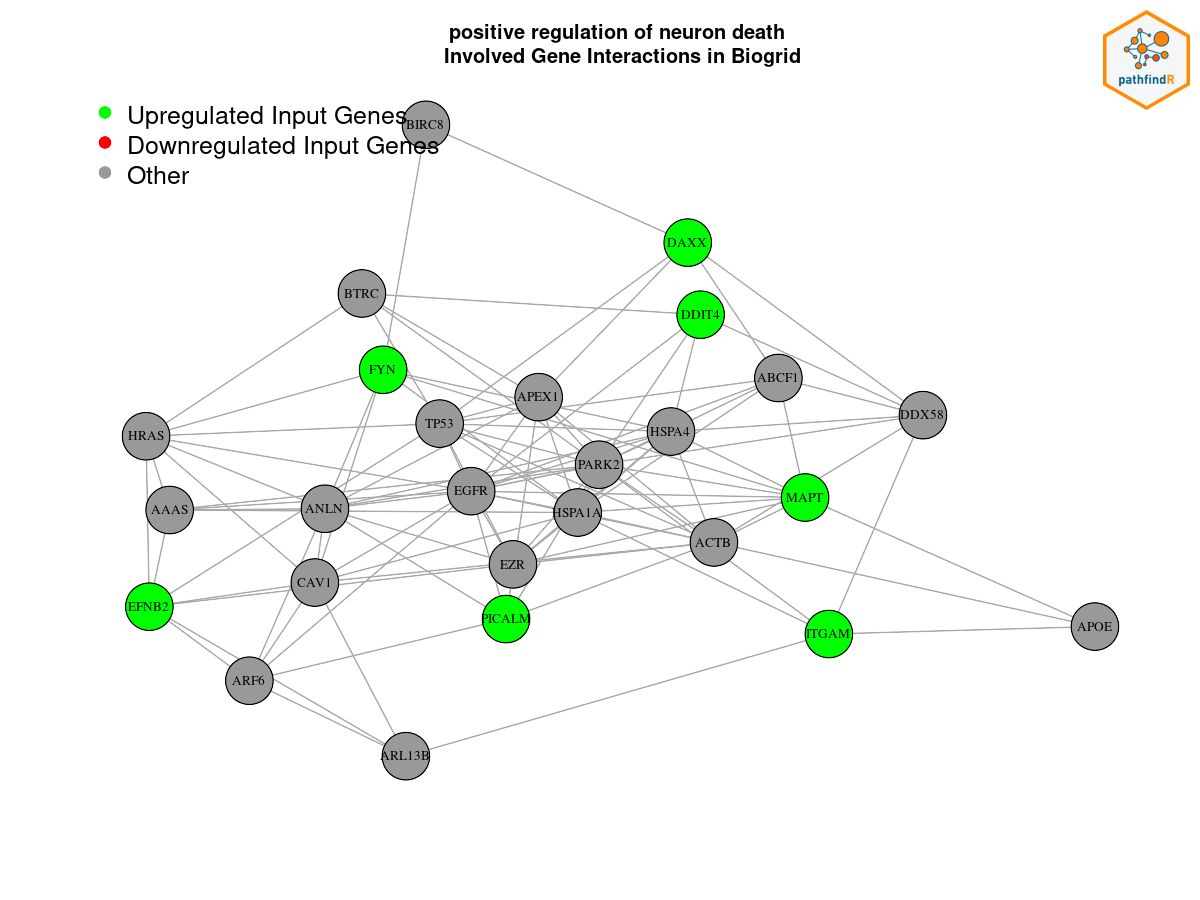 positive regulation of neuron death
Involved Gene Interactions in Biogrid
pathfindR
Upregulated Input Genes
Downregulated Input Genes
Other
BIRC8
DAXX
BTRC
DDIT4
FYN
ABCF1
APEX1
DDX58
TP53
HSPA4
HRAS
PARK2
EGFR
MAPT
AAAS
ANLN
HSPA1A
ACTB
EZR
CAV1
EFNB2
PICALM
APOE
ITGAM
ARF6
ARL13B